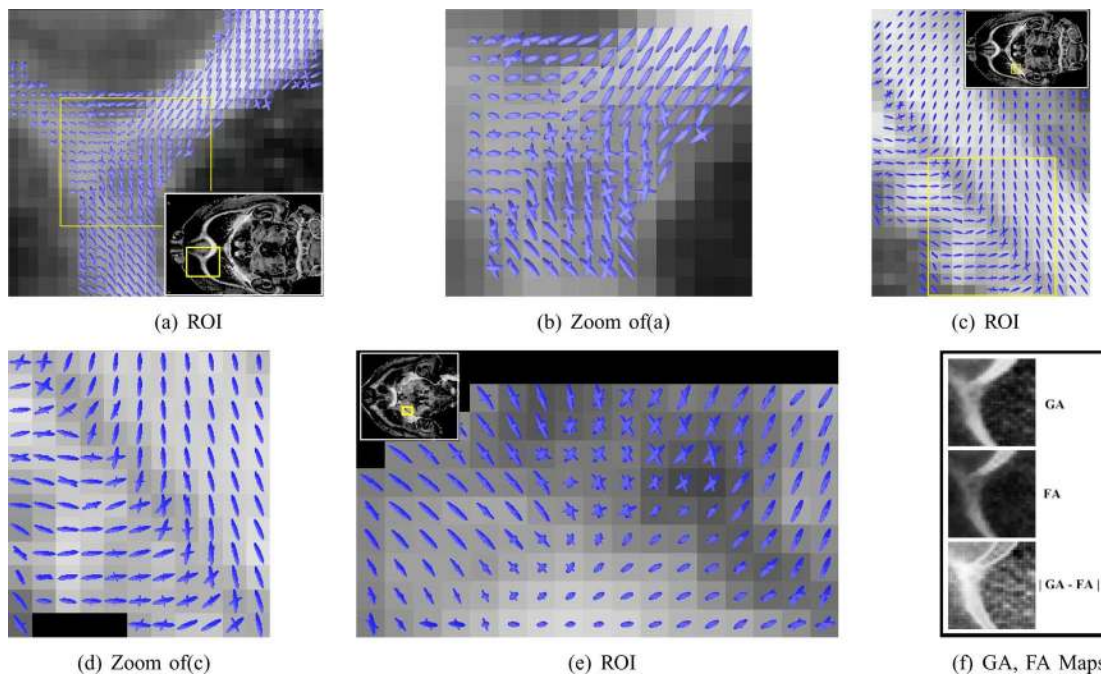 (a) ROI
(b) Zoom of(a)
(c) ROI
GA
FA
| GA - FA |
(d) Zoom of(c)
(e) ROI
(f) GA, FA Maps